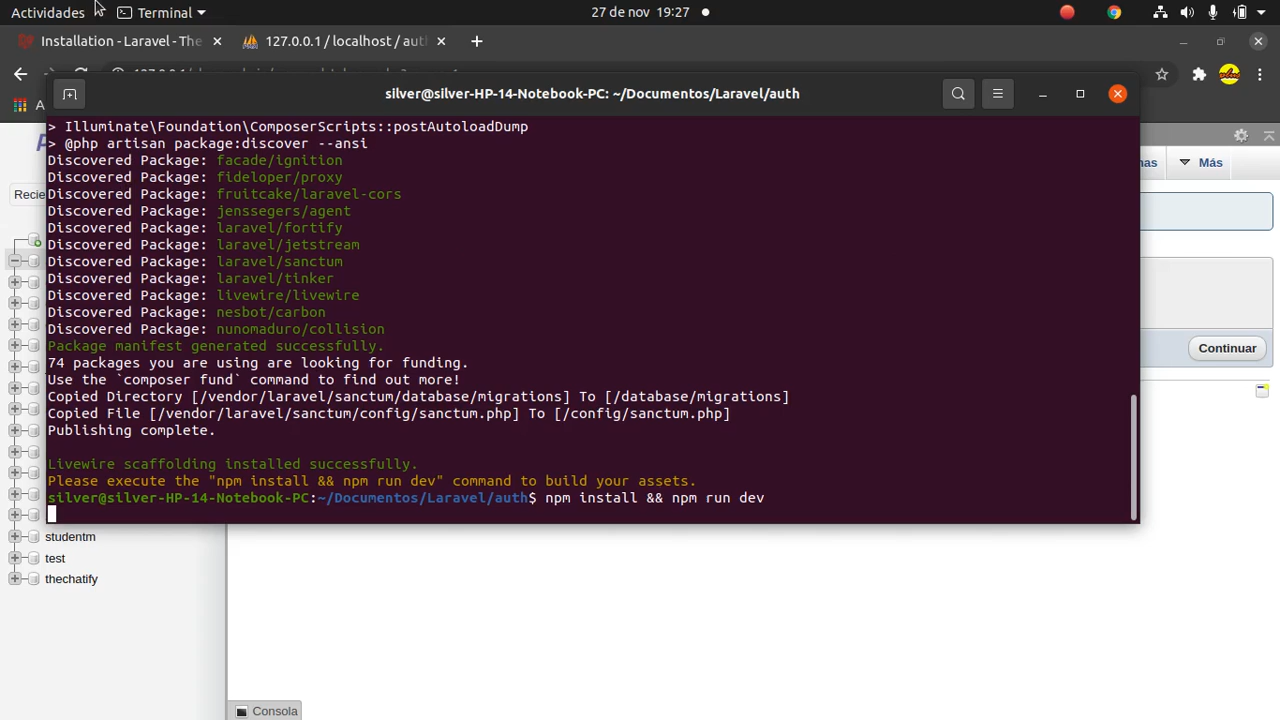 Actividades
Terminal
27 de nov 19:27
Installation - Laravel - The
127.0.0.1 / localhost / aut
silver@silver-HP-14-Notebook-PC: ~/Documentos/Laravel/auth
> Illuminate\Foundation\ComposerScripts::postAutoloadDump
> @php artisan package:discover --ansi
Discovered Package: facade/ignition
Discovered Package: fideloper/proxy
Discovered Package: fruitcake/laravel-cors
Discovered Package: jenssegers/agent
Discovered Package: laravel/fortify
Discovered Package: laravel/jetstream
Discovered Package: laravel/sanctum
Discovered Package: laravel/tinker
Discovered Package: livewire/livewire
Discovered Package: nesbot/carbon
Discovered Package: nunomaduro/collision
Package manifest generated successfully.
74 packages you are using are looking for funding.
Use the `composer fund` command to find out more!
Copied Directory [/vendor/laravel/sanctum/database/migrations] To [/database/migrations]
Copied File [/vendor/laravel/sanctum/config/sanctum.php] To [/config/sanctum.php]
Publishing complete.
Livewire scaffolding installed successfully.
Please execute the "npm install && npm run dev" command to build your assets.
silver@silver-HP-14-Notebook-PC:~/Documentos/Laravel/auth$ npm install && npm run dev
Recie
nas
Más
Continuar
studentm
test
thechatify
Consola